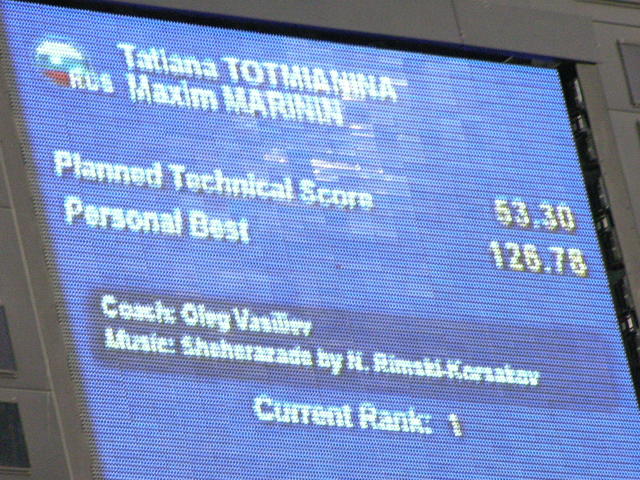 Tatiana TOTMIANINA
RUS Maxim MARININ
Planned Technical Score 53.30
Personal Best 126.78
Coach: Oleg Vasiliev
Music: Sheherazade by N. Rimski-Korsakov
Current Rank: 1